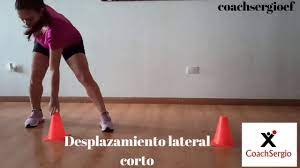 coachsergioef
Desplazamiento lateral
corto
CoachSergio